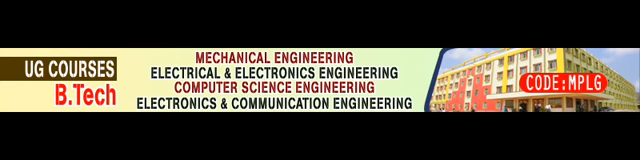 UG COURSES
B.Tech
MECHANICAL ENGINEERING
ELECTRICAL & ELECTRONICS ENGINEERING
COMPUTER SCIENCE ENGINEERING
ELECTRONICS & COMMUNICATION ENGINEERING
CODE:MPLG